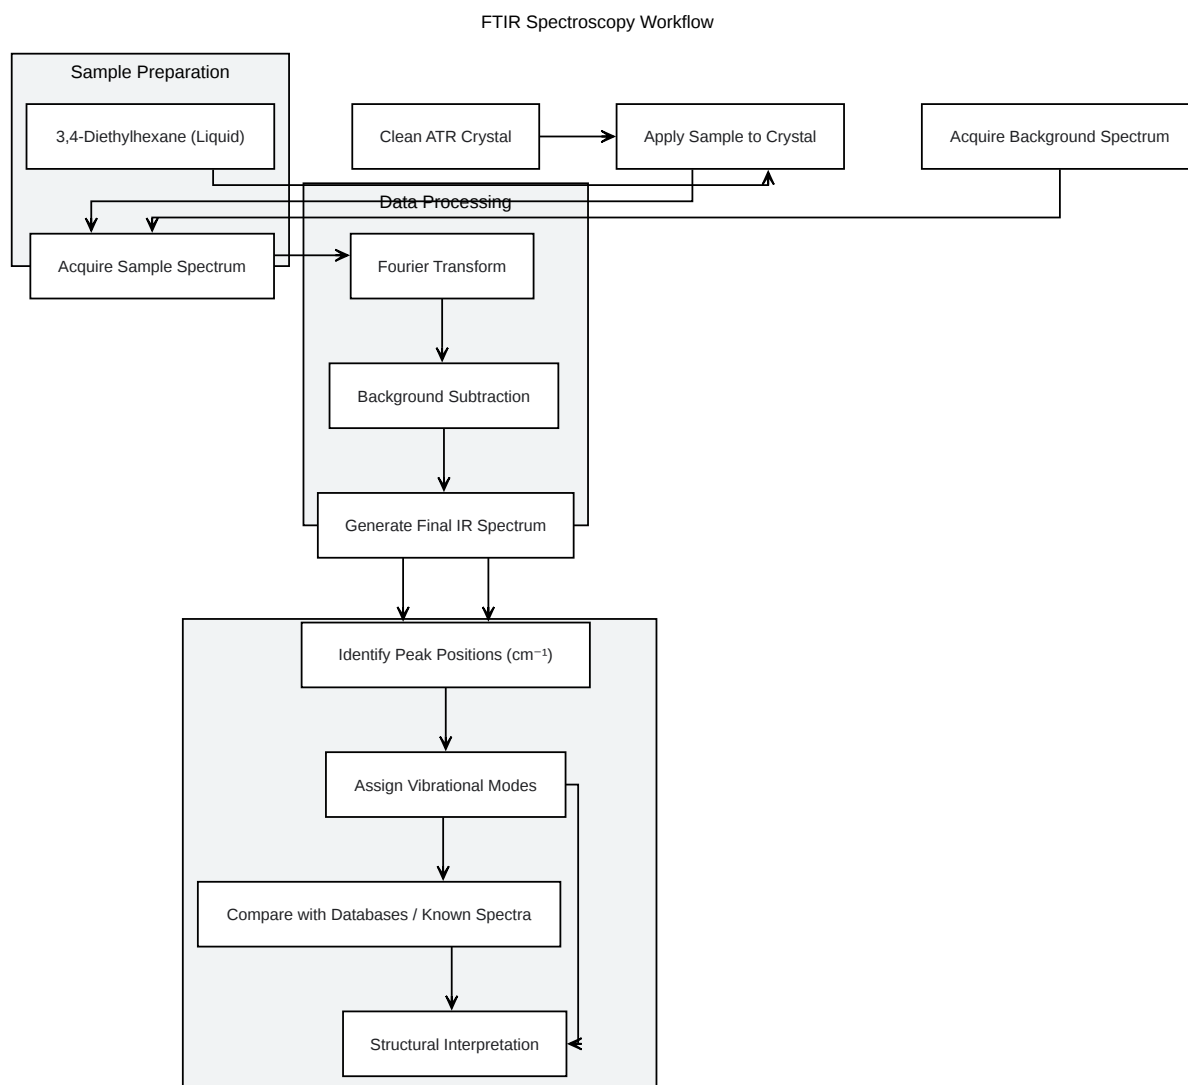 FTIR Spectroscopy Workflow
Sample Preparation
3,4-Diethylhexane (Liquid)
Clean ATR Crystal
Apply Sample to Crystal
Acquire Background Spectrum
Data Processing
Acquire Sample Spectrum
Fourier Transform
Background Subtraction
Generate Final IR Spectrum
Identify Peak Positions (cm⁻¹)
Assign Vibrational Modes
Compare with Databases / Known Spectra
Structural Interpretation